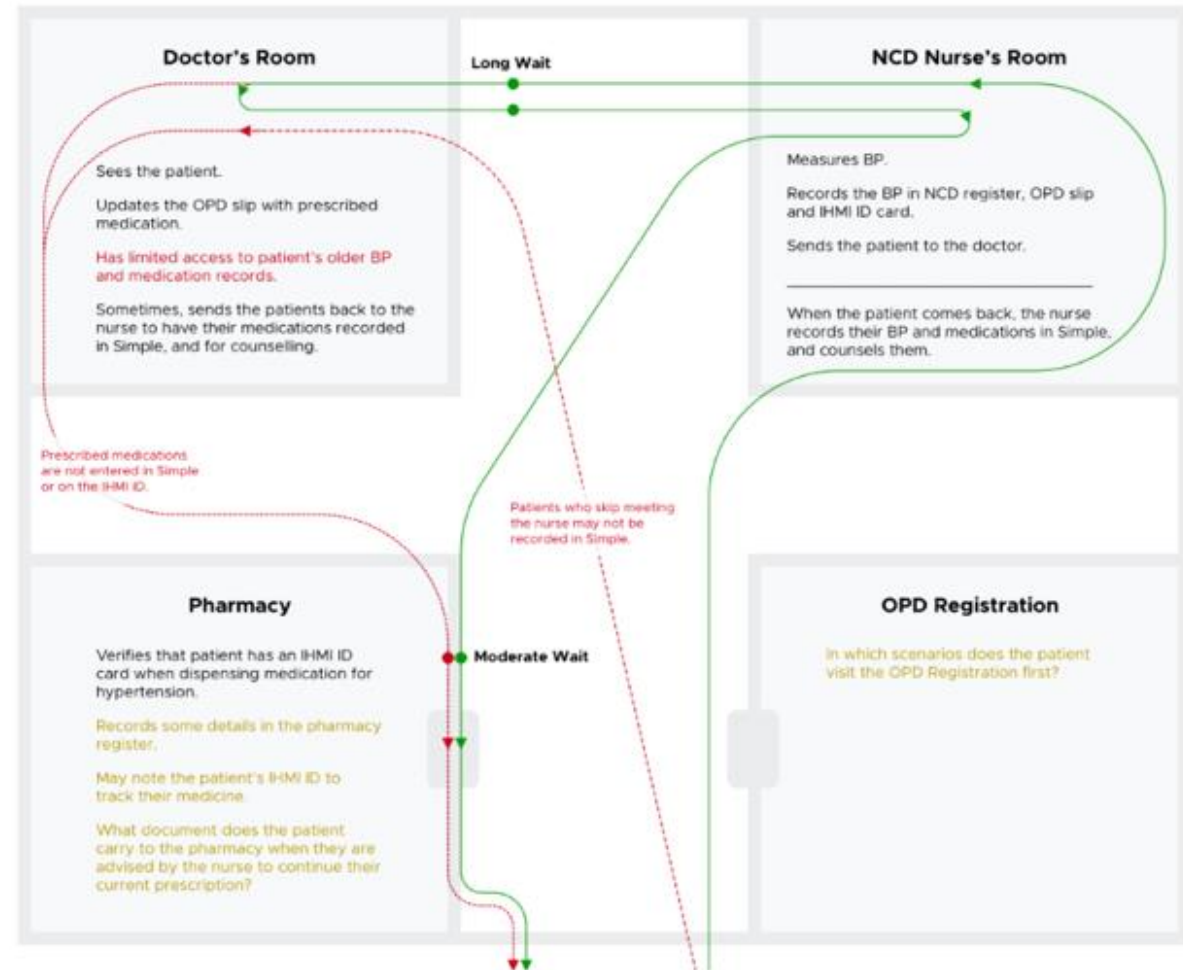 Doctor's Room
Sees the patient.
Updates the OPD slip with prescribed
medication.
Has limited access to patient's older BP
and medication records.
Sometimes, sends the patients back to the
nurse to have their medications recorded
in Simple, and for counselling.
Long Wait
NCD Nurse's Room
Measures BP.
Records the BP in NCD register, OPD slip
and IHMI ID card.
Sends the patient to the doctor.
When the patient comes back, the nurse
records their BP and medications in Simple,
and counsels them.
Prescribed medications
are not entered in Simple
or on the IHMI ID.
Patients who skip meeting
the nurse may not be
recorded in Simple.
Pharmacy
Verifies that patient has an IHMI ID
card when dispensing medication for
hypertension.
Records some details in the pharmacy
register.
May note the patient's IHMI ID to
track their medicine.
What document does the patient
carry to the pharmacy when they are
advised by the nurse to continue their
current prescription?
Moderate Wait
OPD Registration
In which scenarios does the patient
visit the OPD Registration first?